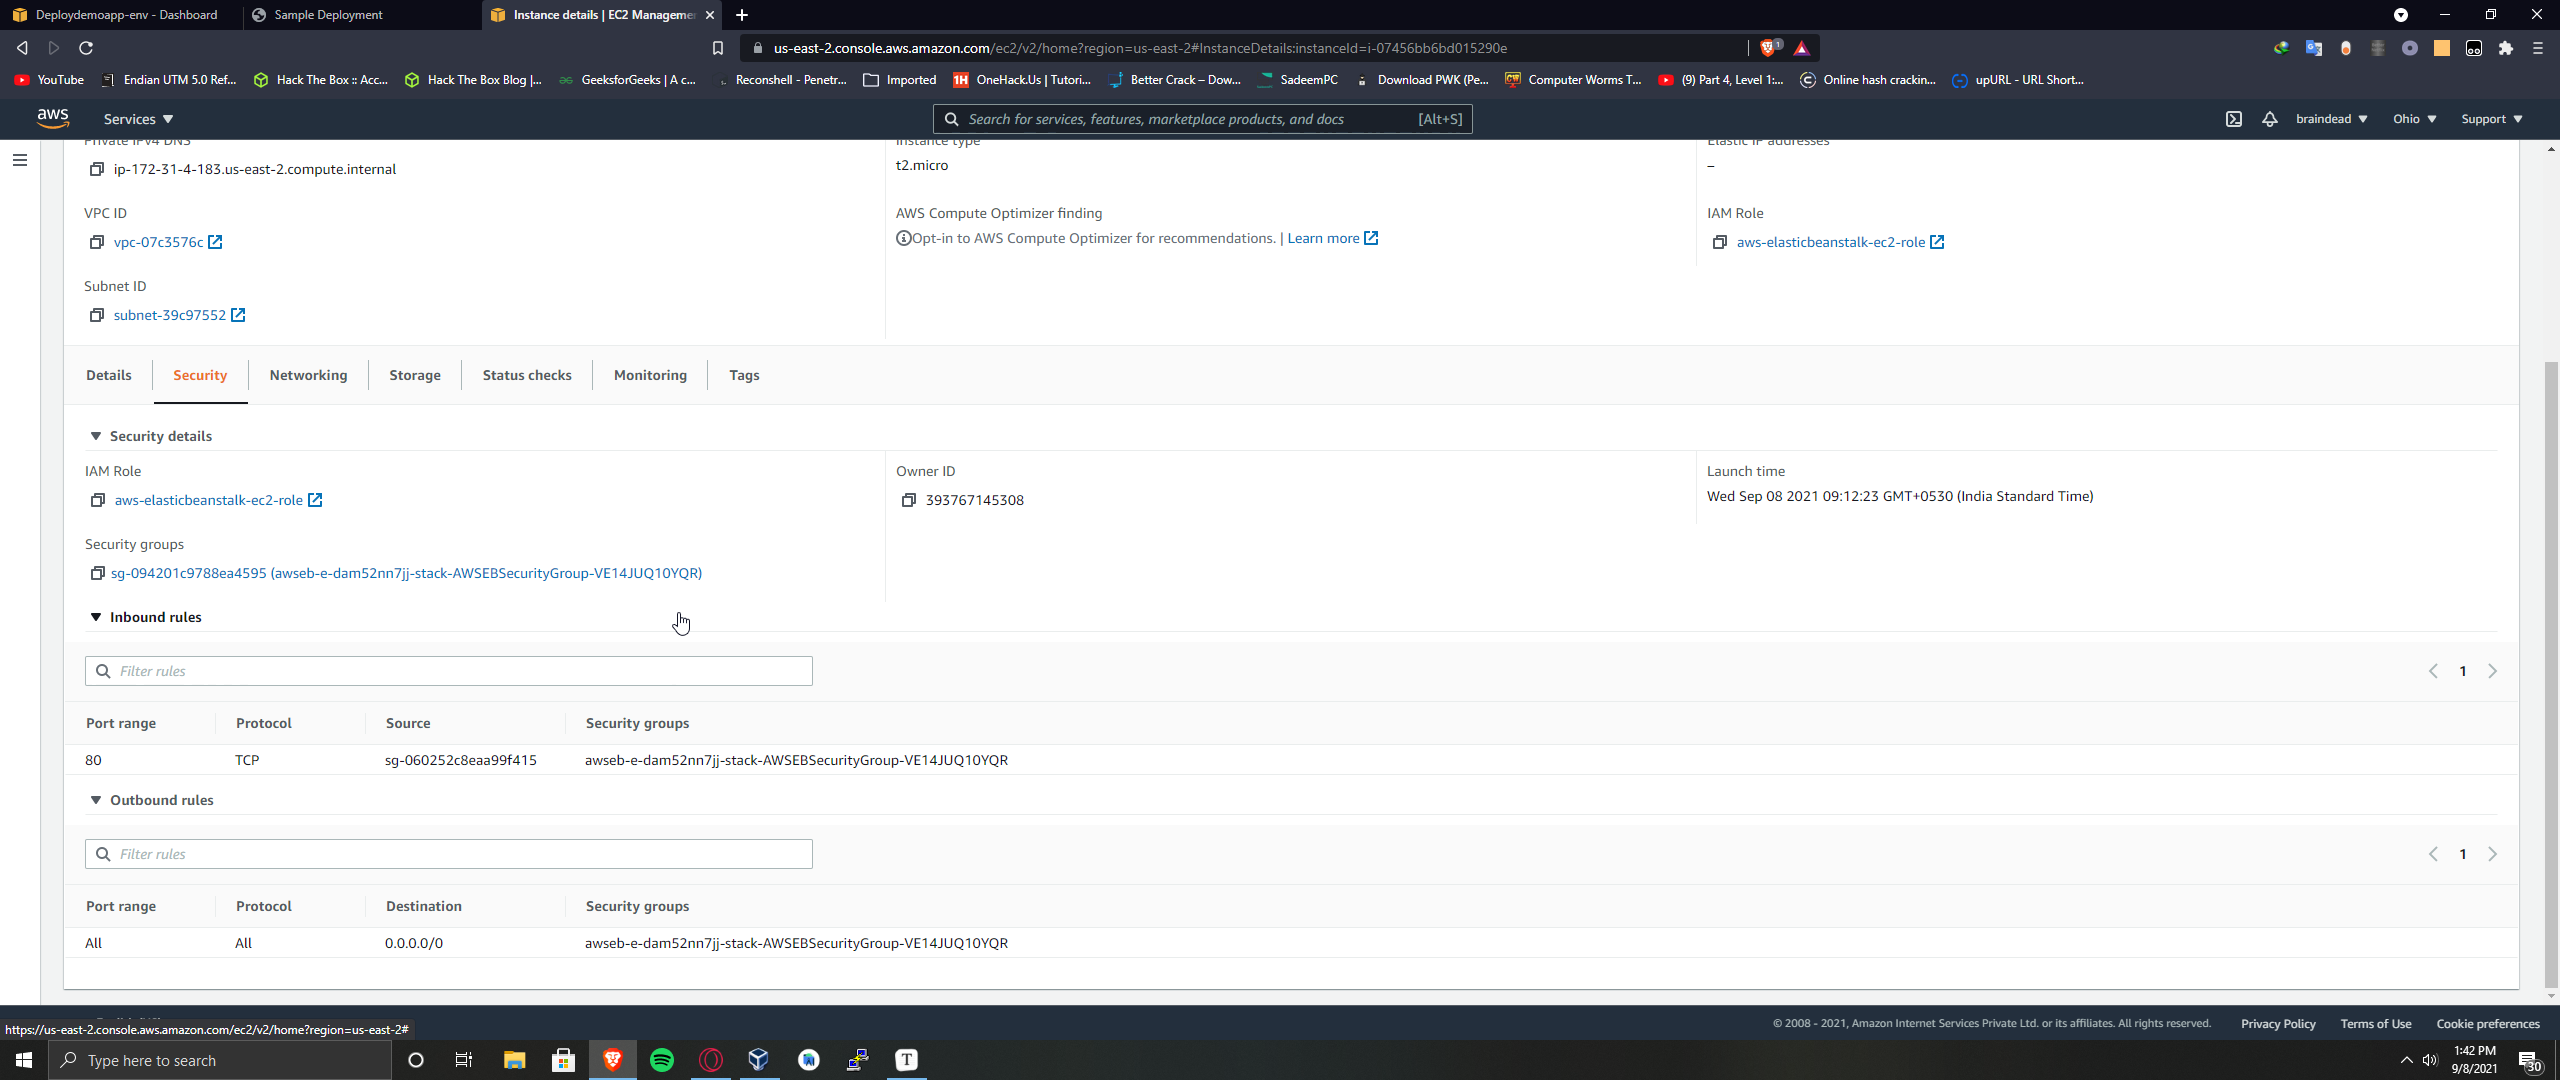 Deploydemoapp-env - Dashboard
Sample Deployment
Instance details | EC2 Manageme
us-east-2.console.aws.amazon.com/ec2/v2/home?region=us-east-2#InstanceDetails:instanceId=i-07456bb6bd015290e
1
YouTube
Endian UTM 5.0 Ref...
Hack The Box :: Acc...
Hack The Box Blog |...
GeeksforGeeks | A c...
Reconshell - Penetr...
Imported
1H
OneHack.Us | Tutori...
Better Crack – Dow...
SadeemPC
Download PWK (Pe...
CW
Computer Worms T...
(9) Part 4, Level 1:...
Online hash crackin...
upURL - URL Short...
aws
Services
Search for services, features, marketplace products, and docs
[Alt+S]
braindead
Ohio
Support
Private IPv4 DNS
ip-172-31-4-183.us-east-2.compute.internal
Instance type
t2.micro
Elastic IP addresses
–
VPC ID
vpc-07c3576c
AWS Compute Optimizer finding
Opt-in to AWS Compute Optimizer for recommendations. | Learn more
IAM Role
aws-elasticbeanstalk-ec2-role
Subnet ID
subnet-39c97552
Details
Security
Networking
Storage
Status checks
Monitoring
Tags
Security details
IAM Role
aws-elasticbeanstalk-ec2-role
Owner ID
393767145308
Launch time
Wed Sep 08 2021 09:12:23 GMT+0530 (India Standard Time)
Security groups
sg-094201c9788ea4595 (awseb-e-dam52nn7jj-stack-AWSEBSecurityGroup-VE14JUQ10YQR)
Inbound rules
Filter rules
1
Port range
Protocol
Source
Security groups
80
TCP
sg-060252c8eaa99f415
awseb-e-dam52nn7jj-stack-AWSEBSecurityGroup-VE14JUQ10YQR
Outbound rules
Filter rules
1
Port range
Protocol
Destination
Security groups
All
All
0.0.0.0/0
awseb-e-dam52nn7jj-stack-AWSEBSecurityGroup-VE14JUQ10YQR
https://us-east-2.console.aws.amazon.com/ec2/v2/home?region=us-east-2#
© 2008 - 2021, Amazon Internet Services Private Ltd. or its affiliates. All rights reserved.
Privacy Policy
Terms of Use
Cookie preferences
Type here to search
T
1:42 PM
9/8/2021
30